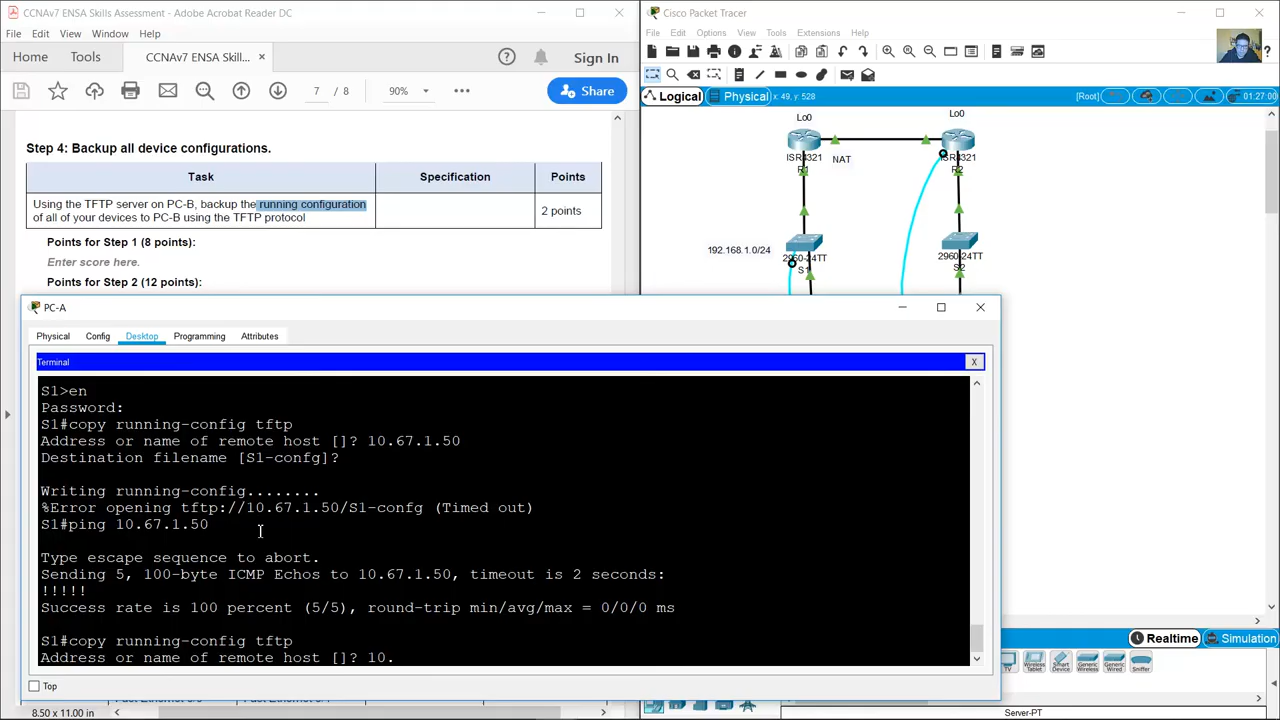 CCNAv7 ENSA Skills Assessment - Adobe Acrobat Reader DC
File Edit View Window Help
Home Tools CCNAv7 ENSA Skill... × Sign In
7 / 8 90% Share
Step 4: Backup all device configurations.
Task Specification Points
Using the TFTP server on PC-B, backup the running configuration
of all of your devices to PC-B using the TFTP protocol
2 points
Points for Step 1 (8 points):
Enter score here.
Points for Step 2 (12 points):
8.50 x 11.00 in
Cisco Packet Tracer
File Edit View Options Tools Extensions Help
Logical Physical x: 49, y: 528 [Root] 01:27:00
Lo0 Lo0
ISR4321
R1
NAT
ISR4321
R2
192.168.1.0/24
2960-24TT
S1
2960-24TT
S2
PC-A
Physical Config Desktop Programming Attributes
Terminal X
S1>en
Password:
S1#copy running-config tftp
Address or name of remote host []? 10.67.1.50
Destination filename [S1-confg]?
Writing running-config........
%Error opening tftp://10.67.1.50/S1-confg (Timed out)
S1#ping 10.67.1.50
Type escape sequence to abort.
Sending 5, 100-byte ICMP Echos to 10.67.1.50, timeout is 2 seconds:
!!!!!
Success rate is 100 percent (5/5), round-trip min/avg/max = 0/0/0 ms
S1#copy running-config tftp
Address or name of remote host []? 10.
Top
Realtime Simulation
Server-PT